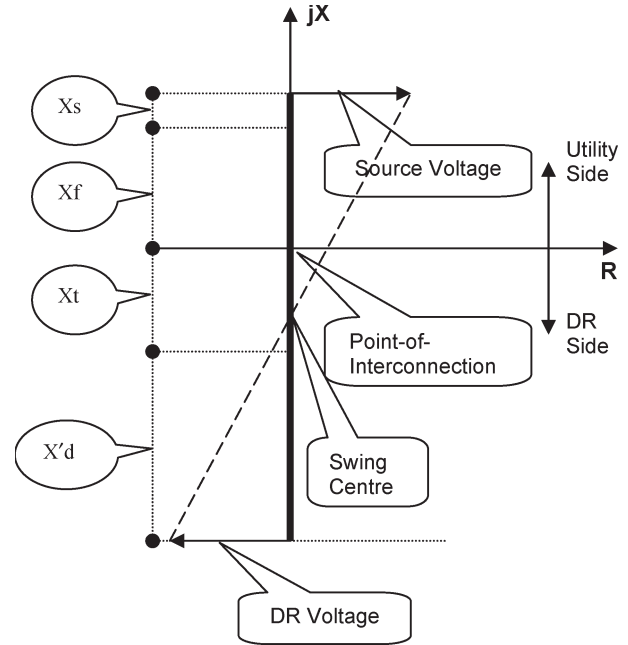 jX
Xs
Source Voltage
Utility
Side
Xf
R
Xt
DR
Side
Point-of-
Interconnection
X′d
Swing
Centre
DR Voltage